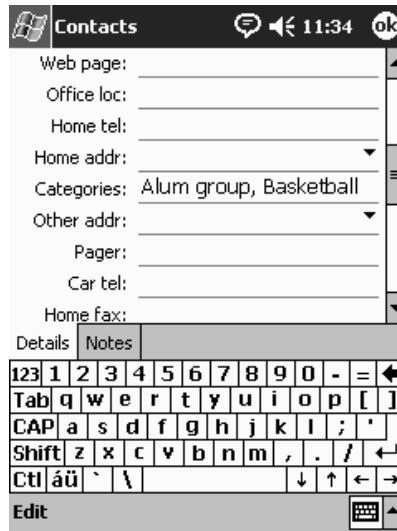 Contacts 11:34 ok
Web page:
Office loc:
Home tel:
Home addr:
Categories: Alum group, Basketball
Other addr:
Pager:
Car tel:
Home fax:
Details Notes
123 1 2 3 4 5 6 7 8 9 0 - =
Tab q w e r t y u i o p [ ]
CAP a s d f g h j k l ; '
Shift z x c v b n m , . / ↵
Ctl áü ` \ ↓ ↑ ← →
Edit